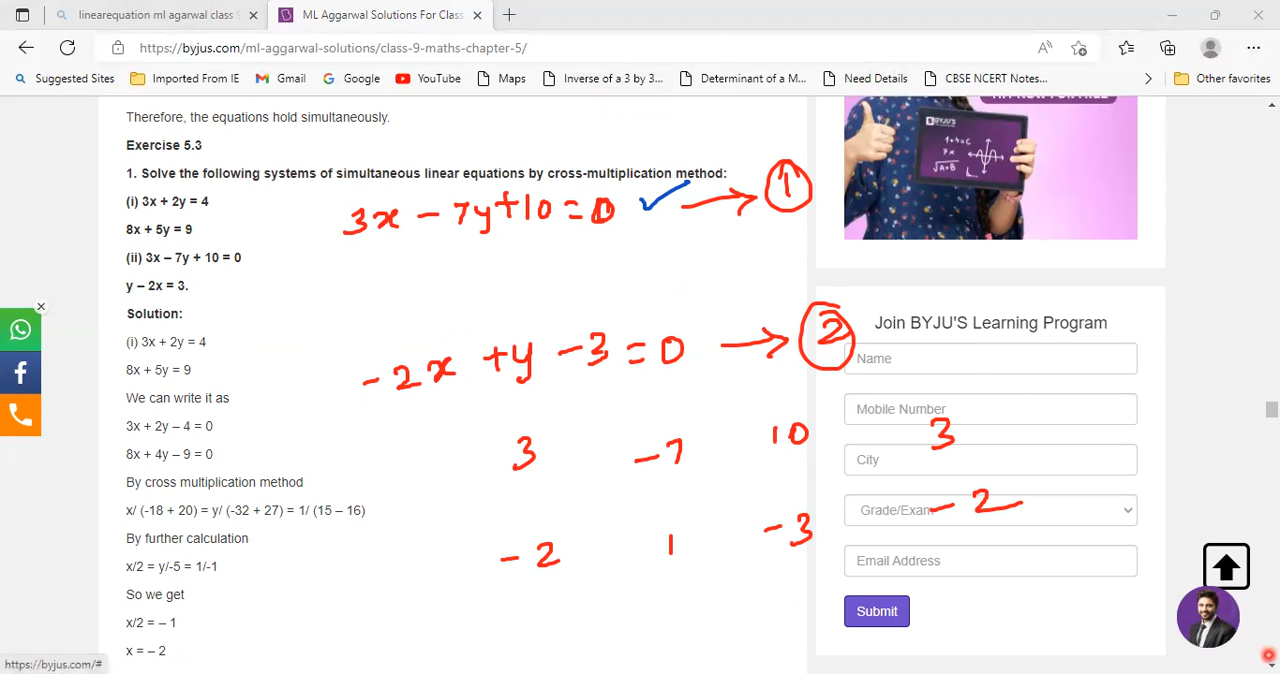 linearequation ml agarwal class 9
ML Aggarwal Solutions For Class
https://byjus.com/ml-aggarwal-solutions/class-9-maths-chapter-5/
Suggested Sites
Imported From IE
Gmail
Google
YouTube
Maps
Inverse of a 3 by 3...
Determinant of a M...
Need Details
CBSE NCERT Notes...
Other favorites
Therefore, the equations hold simultaneously.
Exercise 5.3
1. Solve the following systems of simultaneous linear equations by cross-multiplication method:
(i) 3x + 2y = 4
8x + 5y = 9
(ii) 3x – 7y + 10 = 0
y – 2x = 3.
Solution:
(i) 3x + 2y = 4
8x + 5y = 9
We can write it as
3x + 2y – 4 = 0
8x + 4y – 9 = 0
By cross multiplication method
x/ (-18 + 20) = y/ (-32 + 27) = 1/ (15 – 16)
By further calculation
x/2 = y/-5 = 1/-1
So we get
x/2 = – 1
x = – 2
3x - 7y + 10 = 0 ✓ → 1
-2x + y - 3 = 0 → 2
3 -7 10 3
-2 1 -3 -2
BYJU'S
Join BYJU'S Learning Program
Name
Mobile Number
City
Grade/Exam
Email Address
Submit
https://byjus.com/#